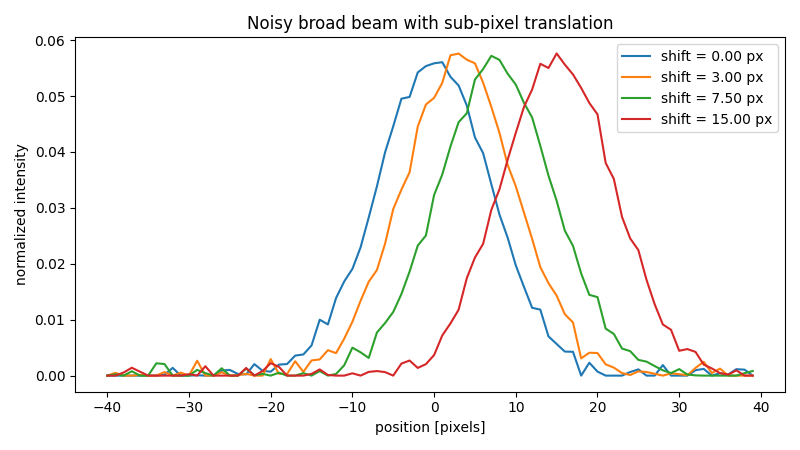 Noisy broad beam with sub-pixel translation
normalized intensity
0.06
0.05
0.04
0.03
0.02
0.01
0.00
shift = 0.00 px
shift = 3.00 px
shift = 7.50 px
shift = 15.00 px
−40 −30 −20 −10 0 10 20 30 40
position [pixels]